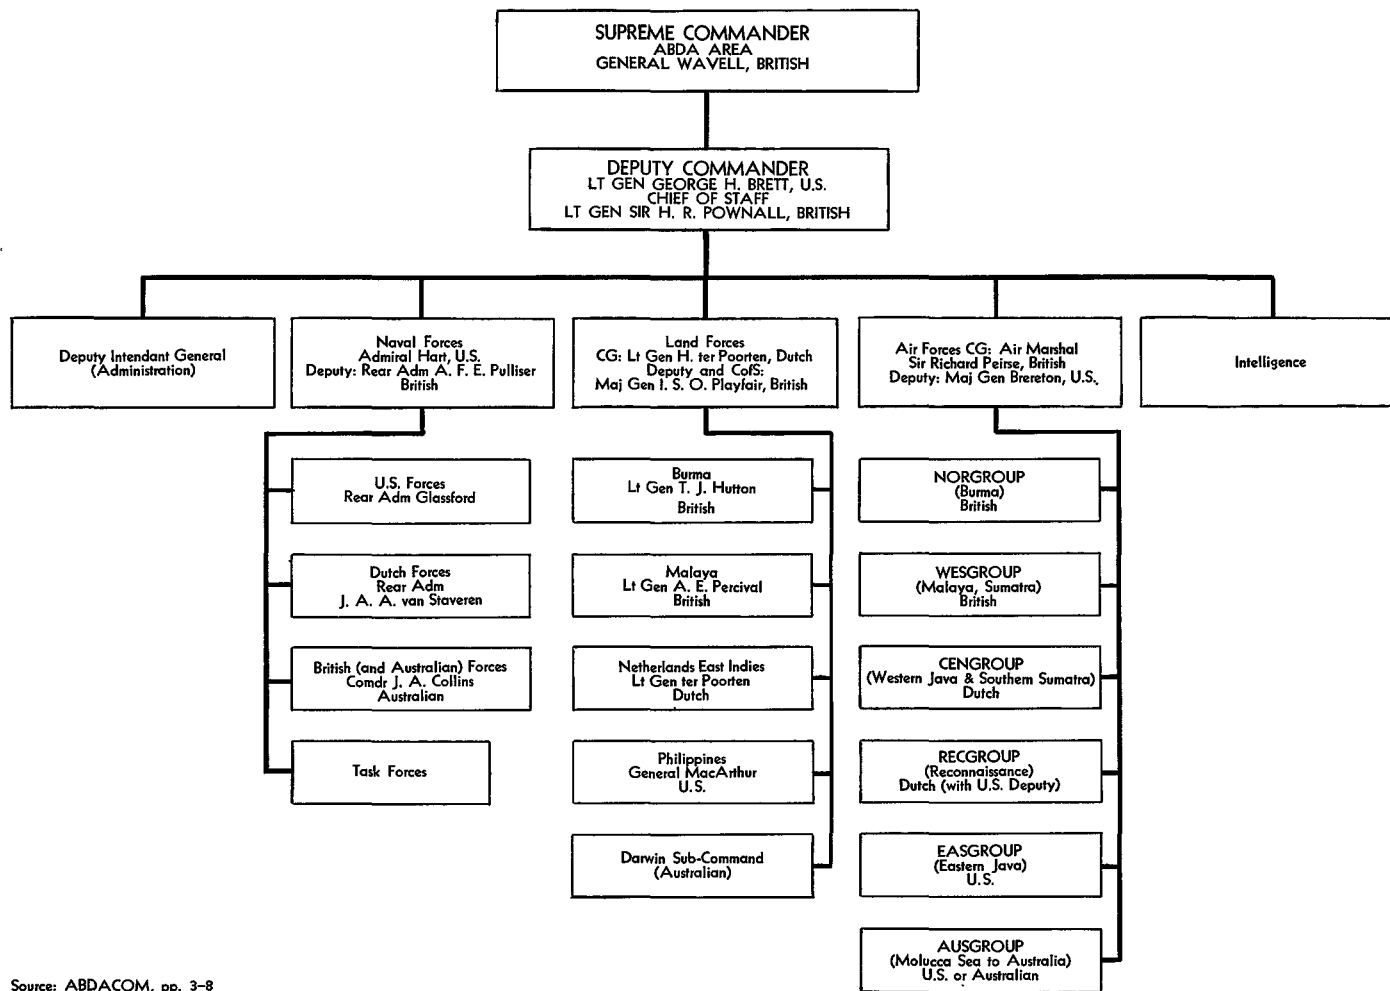 SUPREME COMMANDER
ABDA AREA
GENERAL WAVELL, BRITISH
DEPUTY COMMANDER
LT GEN GEORGE H. BRETT, U.S.
CHIEF OF STAFF
LT GEN SIR H. R. POWNALL, BRITISH
Deputy Intendant General
(Administration)
Naval Forces
Admiral Hart, U.S.
Deputy: Rear Adm A. F. E. Pulliser
British
Land Forces
CG: Lt Gen H. ter Poorten, Dutch
Deputy and CofS:
Maj Gen I. S. O. Playfair, British
Air Forces CG: Air Marshal
Sir Richard Peirse, British
Deputy: Maj Gen Brereton, U.S.
Intelligence
U.S. Forces
Rear Adm Glassford
Dutch Forces
Rear Adm
J. A. A. van Staveren
British (and Australian) Forces
Comdr J. A. Collins
Australian
Task Forces
Burma
Lt Gen T. J. Hutton
British
Malaya
Lt Gen A. E. Percival
British
Netherlands East Indies
Lt Gen ter Poorten
Dutch
Philippines
General MacArthur
U.S.
Darwin Sub-Command
(Australian)
NORGROUP
(Burma)
British
WESGROUP
(Malaya, Sumatra)
British
CENGROUP
(Western Java & Southern Sumatra)
Dutch
RECGROUP
(Reconnaissance)
Dutch (with U.S. Deputy)
EASGROUP
(Eastern Java)
U.S.
AUSGROUP
(Molucca Sea to Australia)
U.S. or Australian
Source: ABDACOM, pp. 3–8